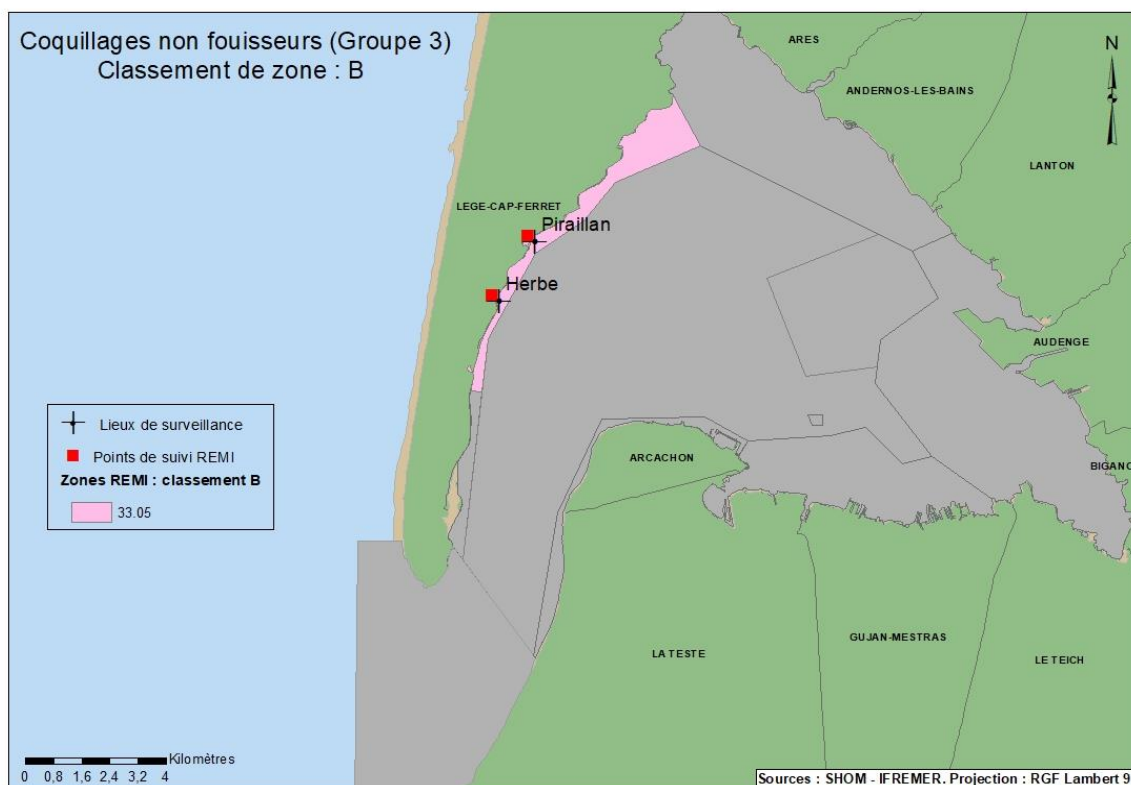 Coquillages non fouisseurs (Groupe 3)
Classement de zone : B
ARES
N
ANDERNOS-LES-BAINS
LANTON
LEGE-CAP-FERRET
Piraillan
Herbe
AUDENGE
Lieux de surveillance
Points de suivi REMI
Zones REMI : classement B
33.05
ARCACHON
BIGANO
LA TESTE
GUJAN-MESTRAS
LE TEICH
Kilomètres
0 0,8 1,6 2,4 3,2 4
Sources : SHOM - IFREMER. Projection : RGF Lambert 9